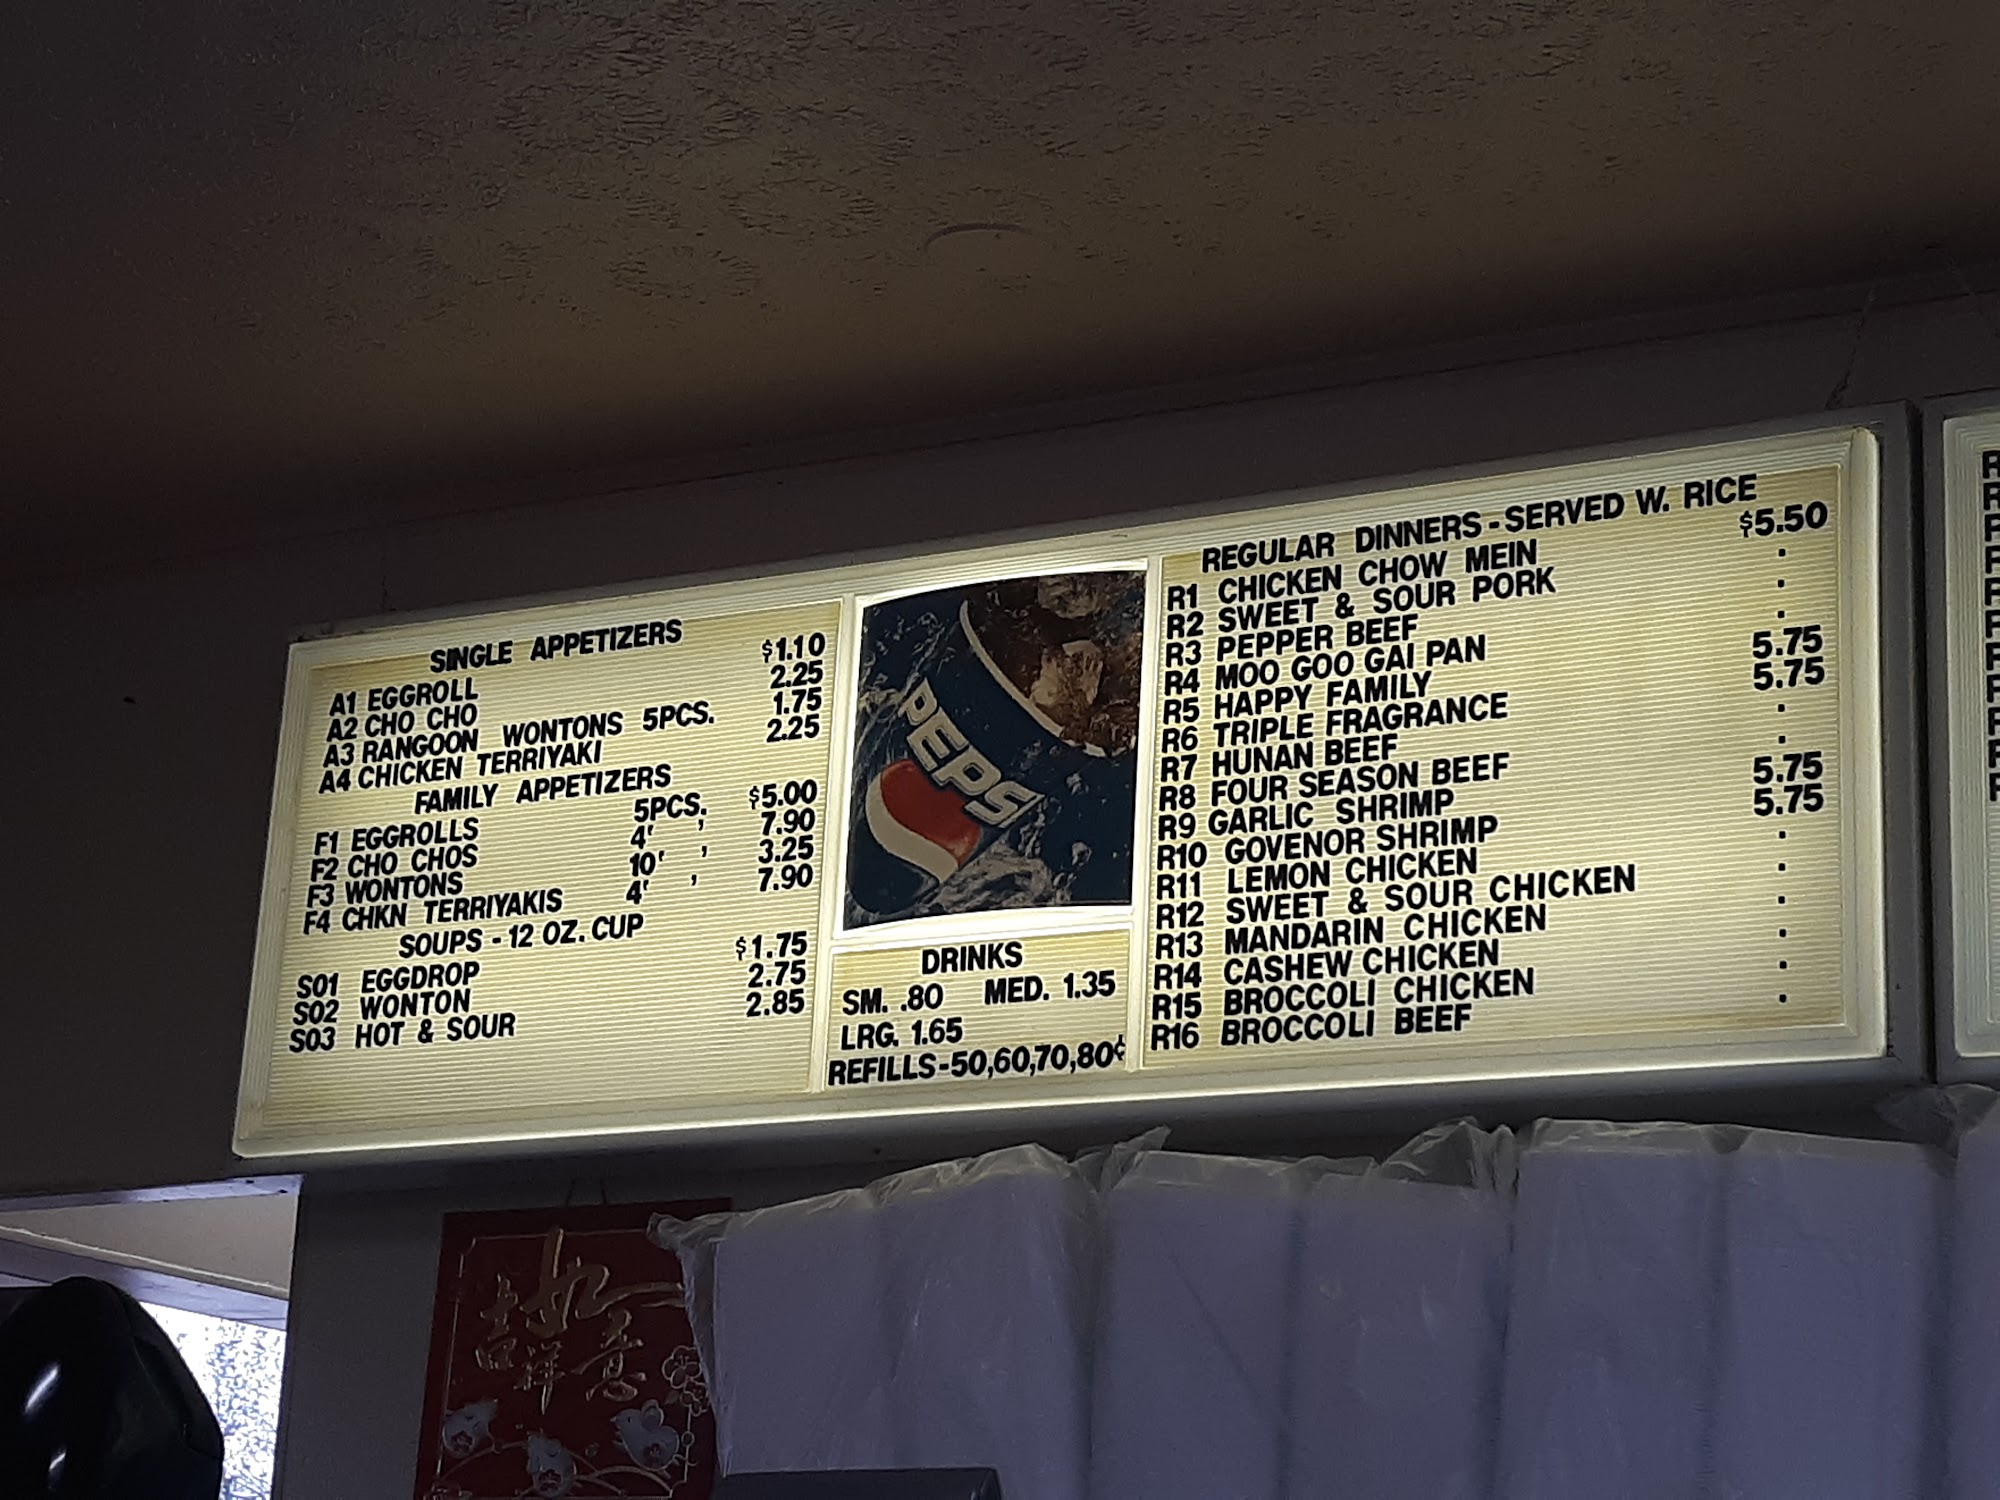 SINGLE APPETIZERS
A1 EGGROLL $1.10
A2 CHO CHO 2.25
A3 RANGOON WONTONS 5PCS. 1.75
A4 CHICKEN TERRIYAKI 2.25
FAMILY APPETIZERS
F1 EGGROLLS 5PCS. $5.00
F2 CHO CHOS 4' ' 7.90
F3 WONTONS 10' ' 3.25
F4 CHKN TERRIYAKIS 4' ' 7.90
SOUPS - 12 OZ. CUP
S01 EGGDROP $1.75
S02 WONTON 2.75
S03 HOT & SOUR 2.85
PEPSI
DRINKS
SM. .80 MED. 1.35
LRG. 1.65
REFILLS-50,60,70,80¢
REGULAR DINNERS - SERVED W. RICE
R1 CHICKEN CHOW MEIN $5.50
R2 SWEET & SOUR PORK .
R3 PEPPER BEEF .
R4 MOO GOO GAI PAN .
R5 HAPPY FAMILY 5.75
R6 TRIPLE FRAGRANCE 5.75
R7 HUNAN BEEF .
R8 FOUR SEASON BEEF .
R9 GARLIC SHRIMP 5.75
R10 GOVENOR SHRIMP 5.75
R11 LEMON CHICKEN .
R12 SWEET & SOUR CHICKEN .
R13 MANDARIN CHICKEN .
R14 CASHEW CHICKEN .
R15 BROCCOLI CHICKEN .
R16 BROCCOLI BEEF .
吉祥
如意